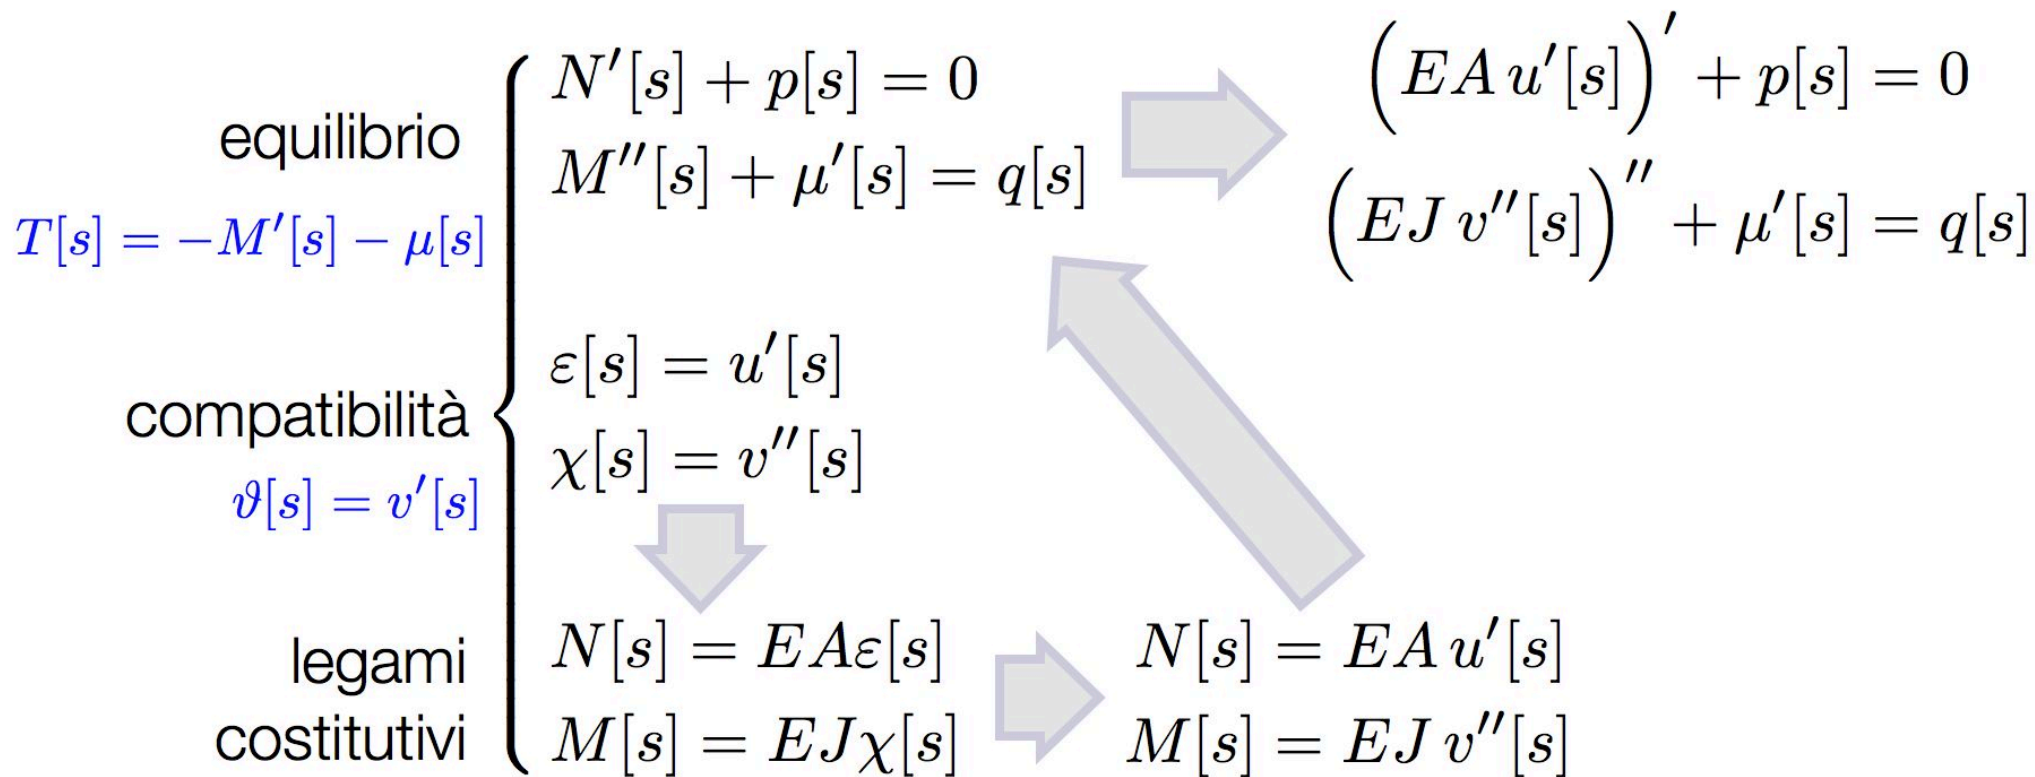 equilibrio
T[s] = −M′[s] − μ[s]
N′[s] + p[s] = 0
M″[s] + μ′[s] = q[s]
(EA u′[s])′ + p[s] = 0
(EJ v″[s])″ + μ′[s] = q[s]
compatibilità
ϑ[s] = v′[s]
ε[s] = u′[s]
χ[s] = v″[s]
legami
costitutivi
N[s] = EAε[s]
M[s] = EJχ[s]
N[s] = EA u′[s]
M[s] = EJ v″[s]